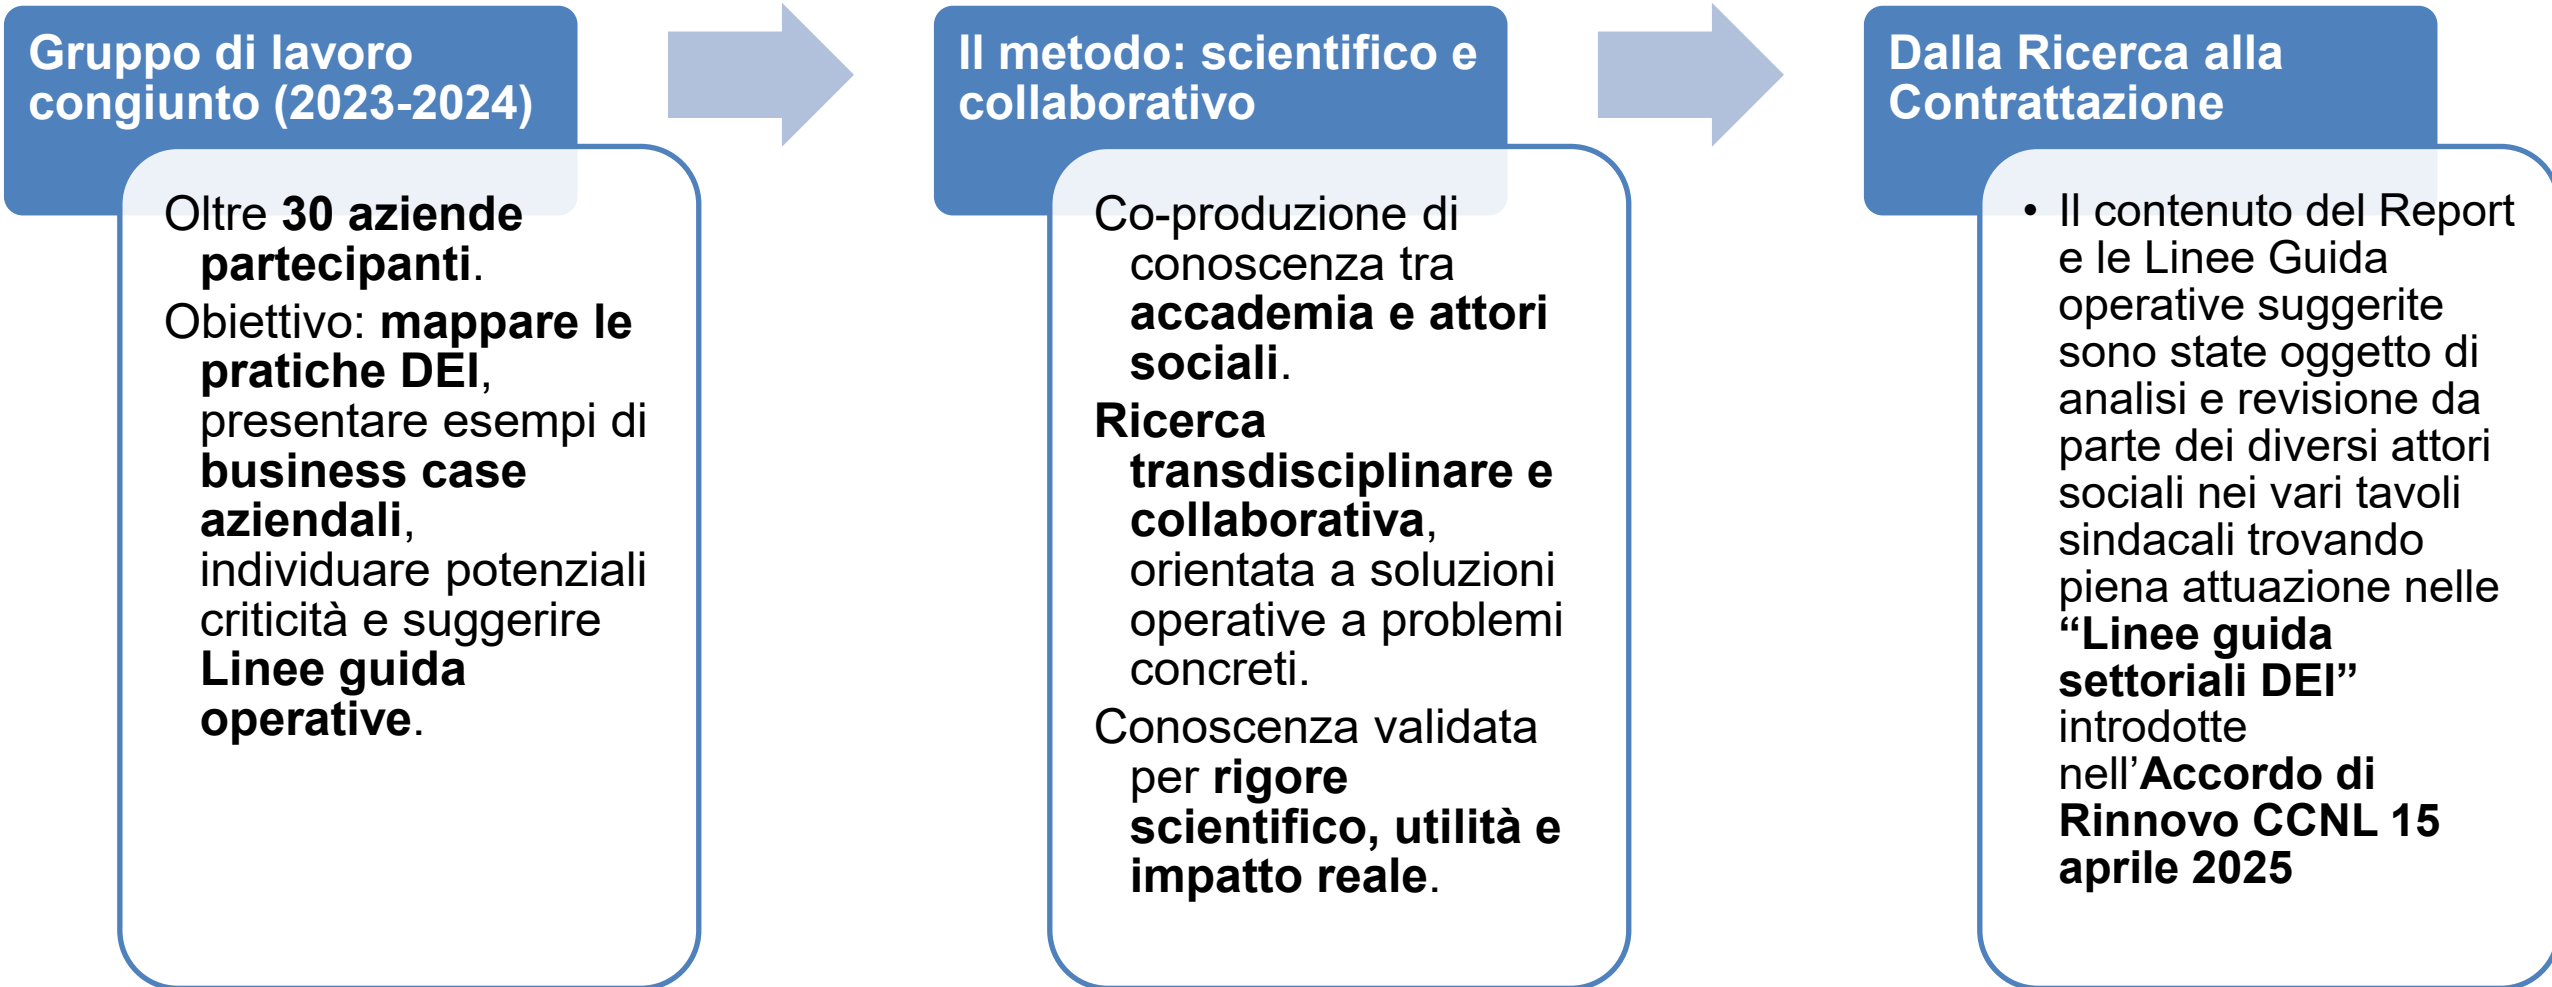 Gruppo di lavoro
congiunto (2023-2024)
Oltre 30 aziende
partecipanti.
Obiettivo: mappare le
pratiche DEI,
presentare esempi di
business case
aziendali,
individuare potenziali
criticità e suggerire
Linee guida
operative.
Il metodo: scientifico e
collaborativo
Co-produzione di
conoscenza tra
accademia e attori
sociali.
Ricerca
transdisciplinare e
collaborativa,
orientata a soluzioni
operative a problemi
concreti.
Conoscenza validata
per rigore
scientifico, utilità e
impatto reale.
Dalla Ricerca alla
Contrattazione
• Il contenuto del Report
e le Linee Guida
operative suggerite
sono state oggetto di
analisi e revisione da
parte dei diversi attori
sociali nei vari tavoli
sindacali trovando
piena attuazione nelle
“Linee guida
settoriali DEI”
introdotte
nell’Accordo di
Rinnovo CCNL 15
aprile 2025